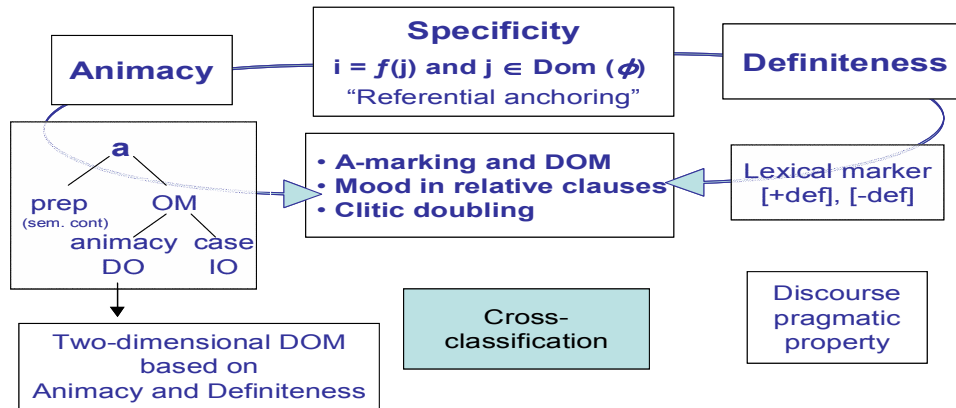 Specificity
i = ƒ(j) and j ∈ Dom (ϕ)
“Referential anchoring”
Animacy
Definiteness
a
prep OM
(sem. cont)
animacy case
DO IO
• A-marking and DOM
• Mood in relative clauses
• Clitic doubling
Lexical marker
[+def], [-def]
Two-dimensional DOM
based on
Animacy and Definiteness
Cross-
classification
Discourse
pragmatic
property